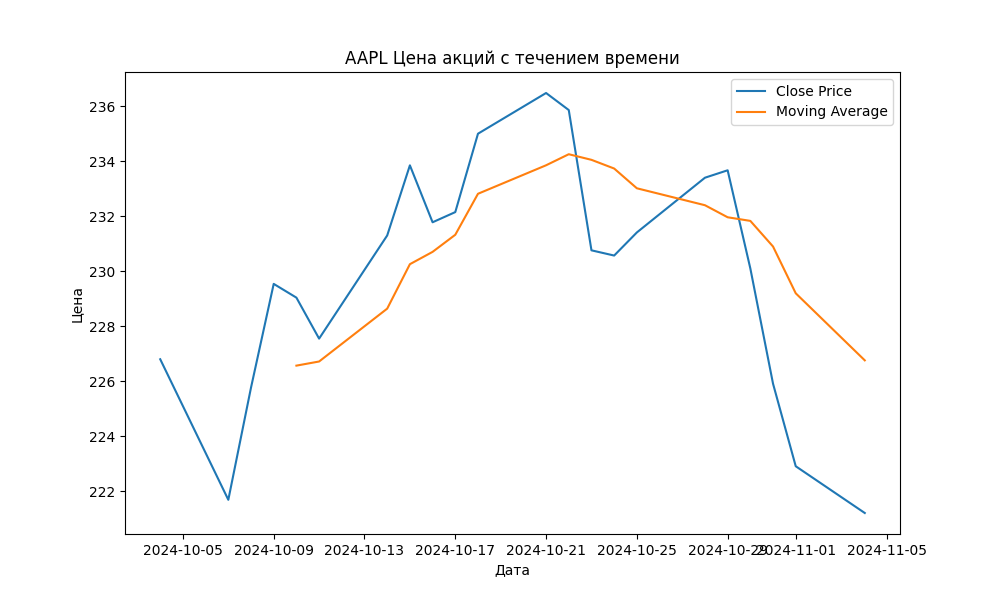 AAPL Цена акций с течением времени
Close Price
Moving Average
Цена
236
234
232
230
228
226
224
222
2024-10-05 2024-10-09 2024-10-13 2024-10-17 2024-10-21 2024-10-25 2024-10-29 2024-11-01 2024-11-05
Дата